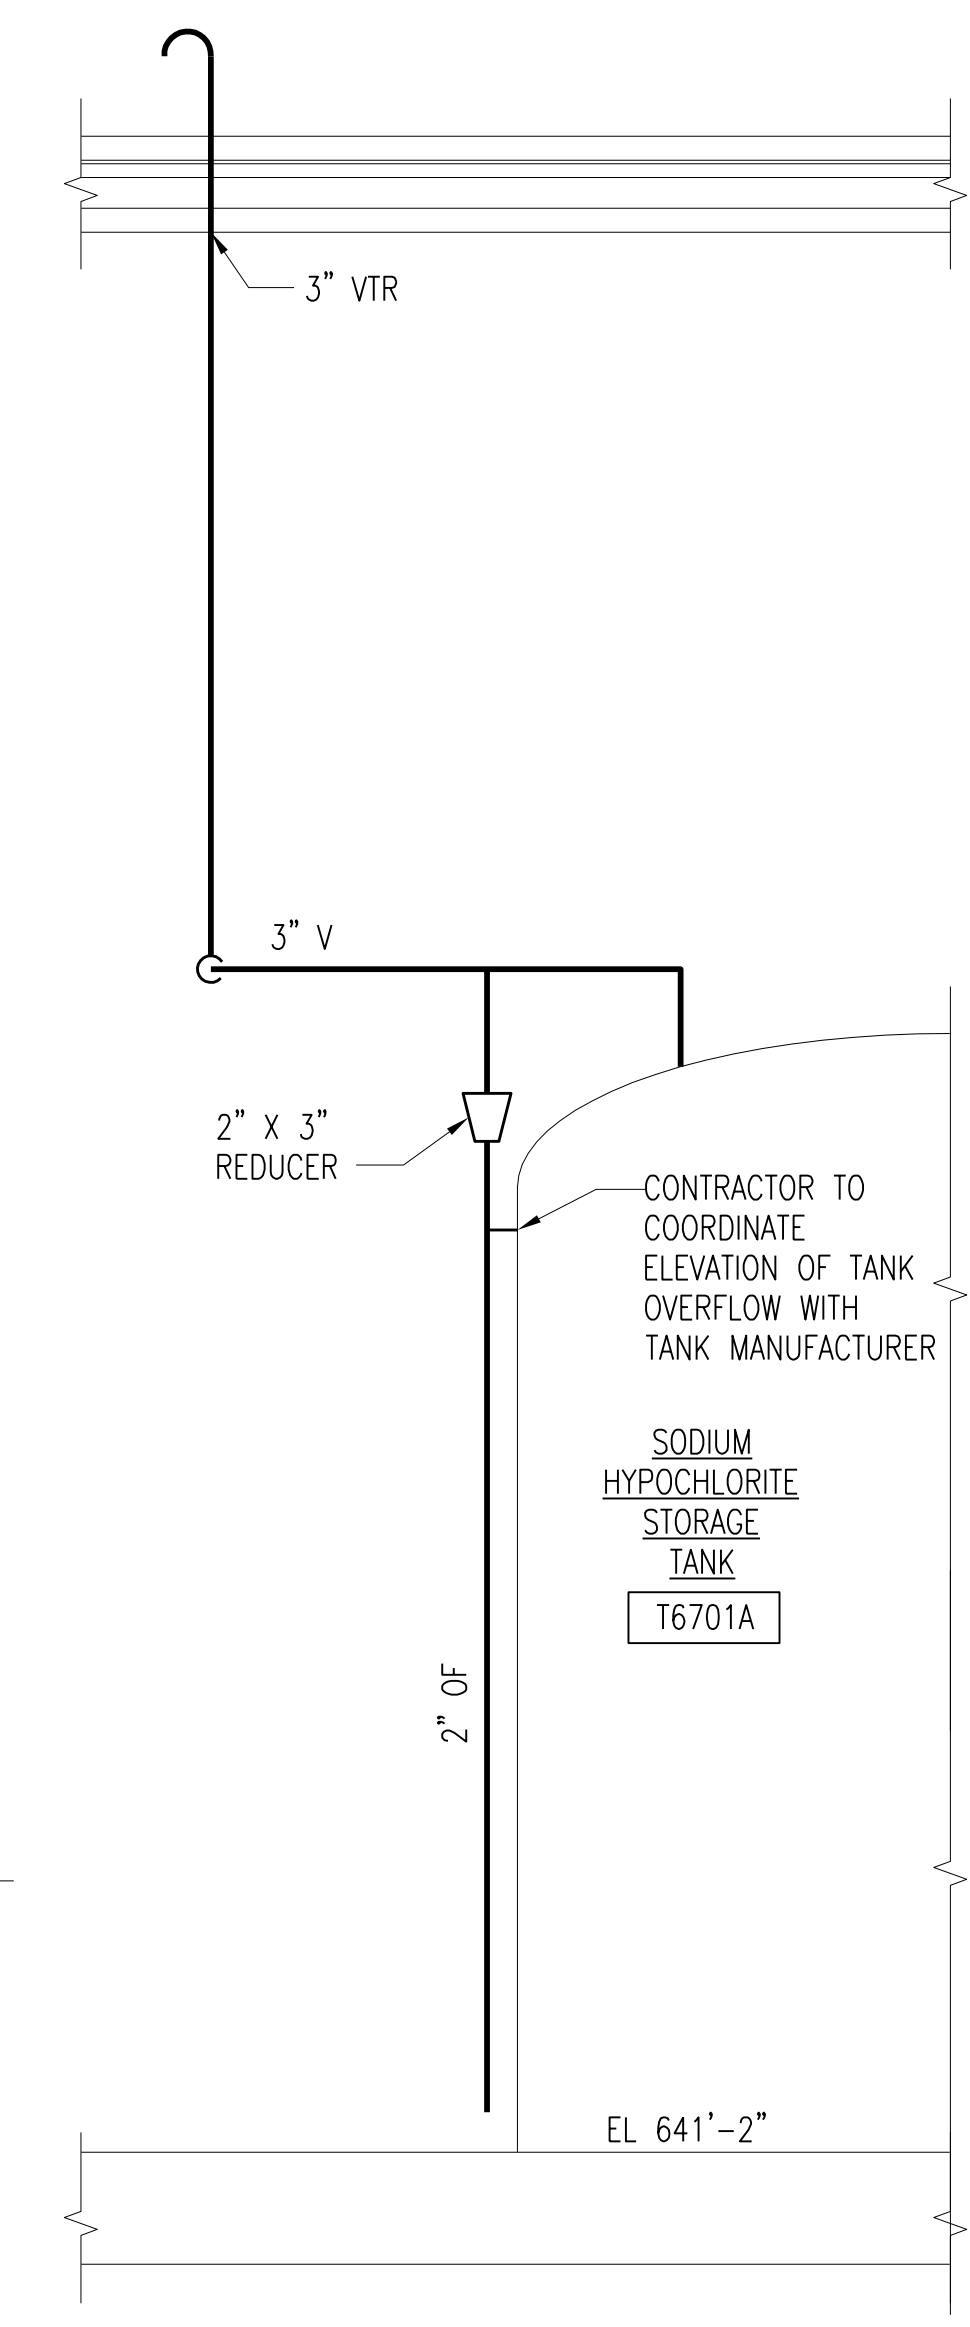 3” VTR
3” V
2” X 3”
REDUCER
CONTRACTOR TO
COORDINATE
ELEVATION OF TANK
OVERFLOW WITH
TANK MANUFACTURER
SODIUM
HYPOCHLORITE
STORAGE
TANK
T6701A
2” OF
EL 641’-2”